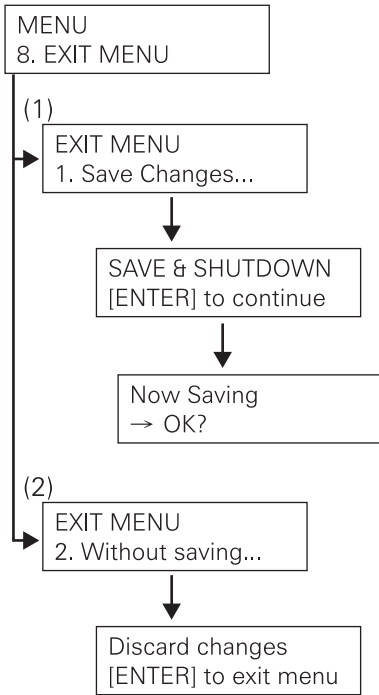 MENU
8. EXIT MENU
(1)
EXIT MENU
1. Save Changes...
SAVE & SHUTDOWN
[ENTER] to continue
Now Saving
→ OK?
(2)
EXIT MENU
2. Without saving...
Discard changes
[ENTER] to exit menu